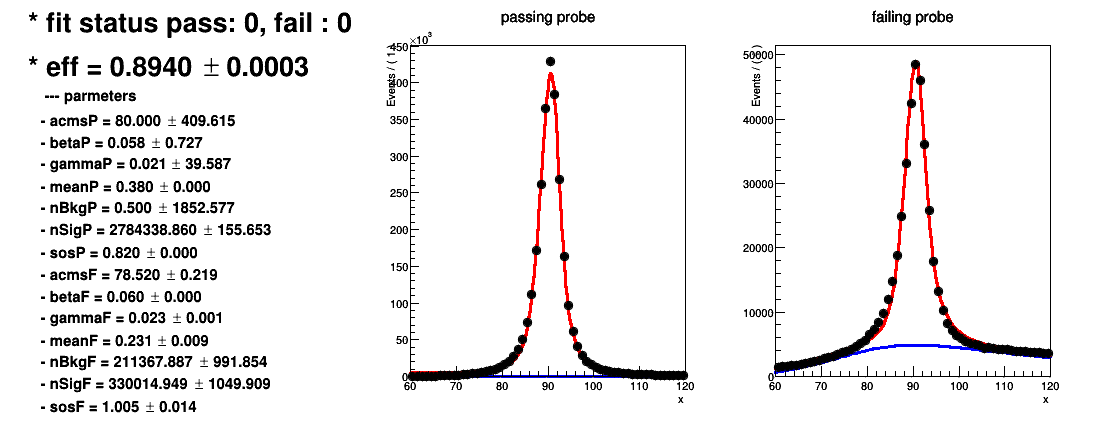 * fit status pass: 0, fail : 0
* eff = 0.8940 ± 0.0003
--- parmeters
- acmsP = 80.000 ± 409.615
- betaP = 0.058 ± 0.727
- gammaP = 0.021 ± 39.587
- meanP = 0.380 ± 0.000
- nBkgP = 0.500 ± 1852.577
- nSigP = 2784338.860 ± 155.653
- sosP = 0.820 ± 0.000
- acmsF = 78.520 ± 0.219
- betaF = 0.060 ± 0.000
- gammaF = 0.023 ± 0.001
- meanF = 0.231 ± 0.009
- nBkgF = 211367.887 ± 991.854
- nSigF = 330014.949 ± 1049.909
- sosF = 1.005 ± 0.014
passing probe
×10³
Events / ( 1 )
450
400
350
300
250
200
150
100
50
0
60 70 80 90 100 110 120
x
failing probe
Events / ( 1 )
50000
40000
30000
20000
10000
0
60 70 80 90 100 110 120
x